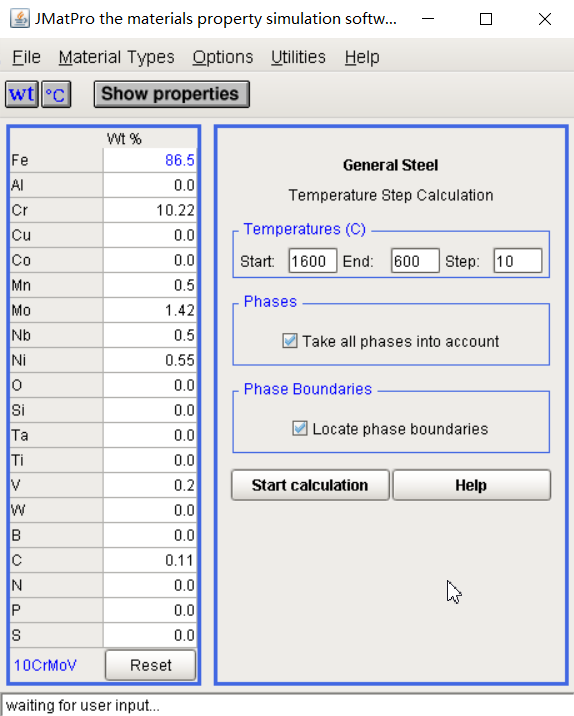 JMatPro the materials property simulation softw...
File Material Types Options Utilities Help
wt °C Show properties
Wt %
Fe 86.5
Al 0.0
Cr 10.22
Cu 0.0
Co 0.0
Mn 0.5
Mo 1.42
Nb 0.5
Ni 0.55
O 0.0
Si 0.0
Ta 0.0
Ti 0.0
V 0.2
W 0.0
B 0.0
C 0.11
N 0.0
P 0.0
S 0.0
10CrMoV Reset
General Steel
Temperature Step Calculation
Temperatures (C)
Start: 1600 End: 600 Step: 10
Phases
Take all phases into account
Phase Boundaries
Locate phase boundaries
Start calculation Help
waiting for user input...